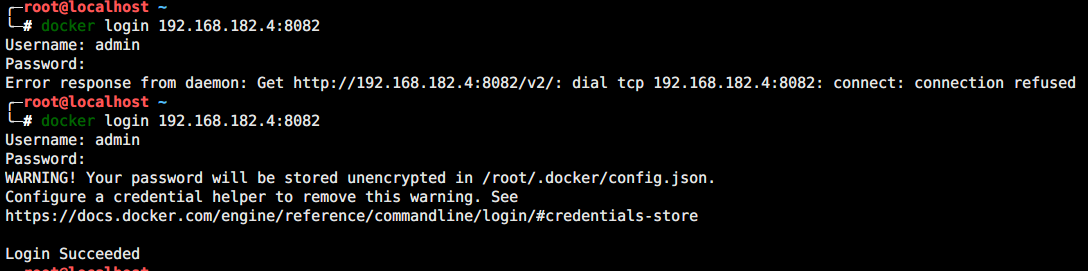 ╭─root@localhost ~
╰─# docker login 192.168.182.4:8082
Username: admin
Password:
Error response from daemon: Get http://192.168.182.4:8082/v2/: dial tcp 192.168.182.4:8082: connect: connection refused
╭─root@localhost ~
╰─# docker login 192.168.182.4:8082
Username: admin
Password:
WARNING! Your password will be stored unencrypted in /root/.docker/config.json.
Configure a credential helper to remove this warning. See
https://docs.docker.com/engine/reference/commandline/login/#credentials-store
Login Succeeded
root@localhost